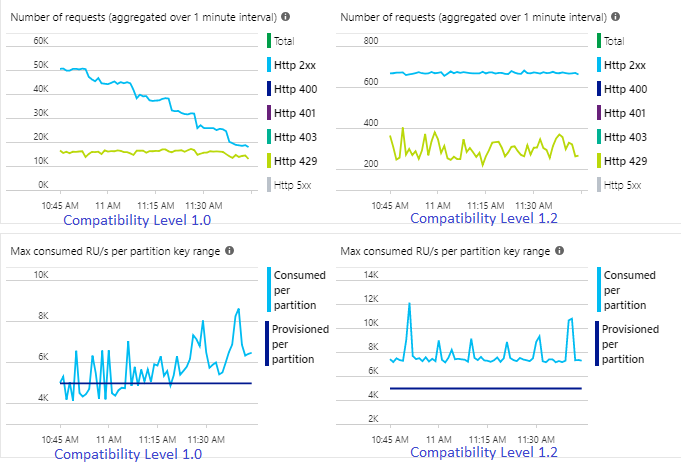 Number of requests (aggregated over 1 minute interval)
60K
50K
40K
30K
20K
10K
0K
10:45 AM 11 AM 11:15 AM 11:30 AM
Total
Http 2xx
Http 400
Http 401
Http 403
Http 429
Http 5xx
Compatibility Level 1.0
Number of requests (aggregated over 1 minute interval)
800
600
400
200
10:45 AM 11 AM 11:15 AM 11:30 AM
Total
Http 2xx
Http 400
Http 401
Http 403
Http 429
Http 5xx
Compatibility Level 1.2
Max consumed RU/s per partition key range
10K
8K
6K
4K
10:45 AM 11 AM 11:15 AM 11:30 AM
Consumed
per
partition
Provisioned
per
partition
Compatibility Level 1.0
Max consumed RU/s per partition key range
14K
12K
10K
8K
6K
4K
2K
10:45 AM 11 AM 11:15 AM 11:30 AM
Consumed
per
partition
Provisioned
per
partition
Compatibility Level 1.2